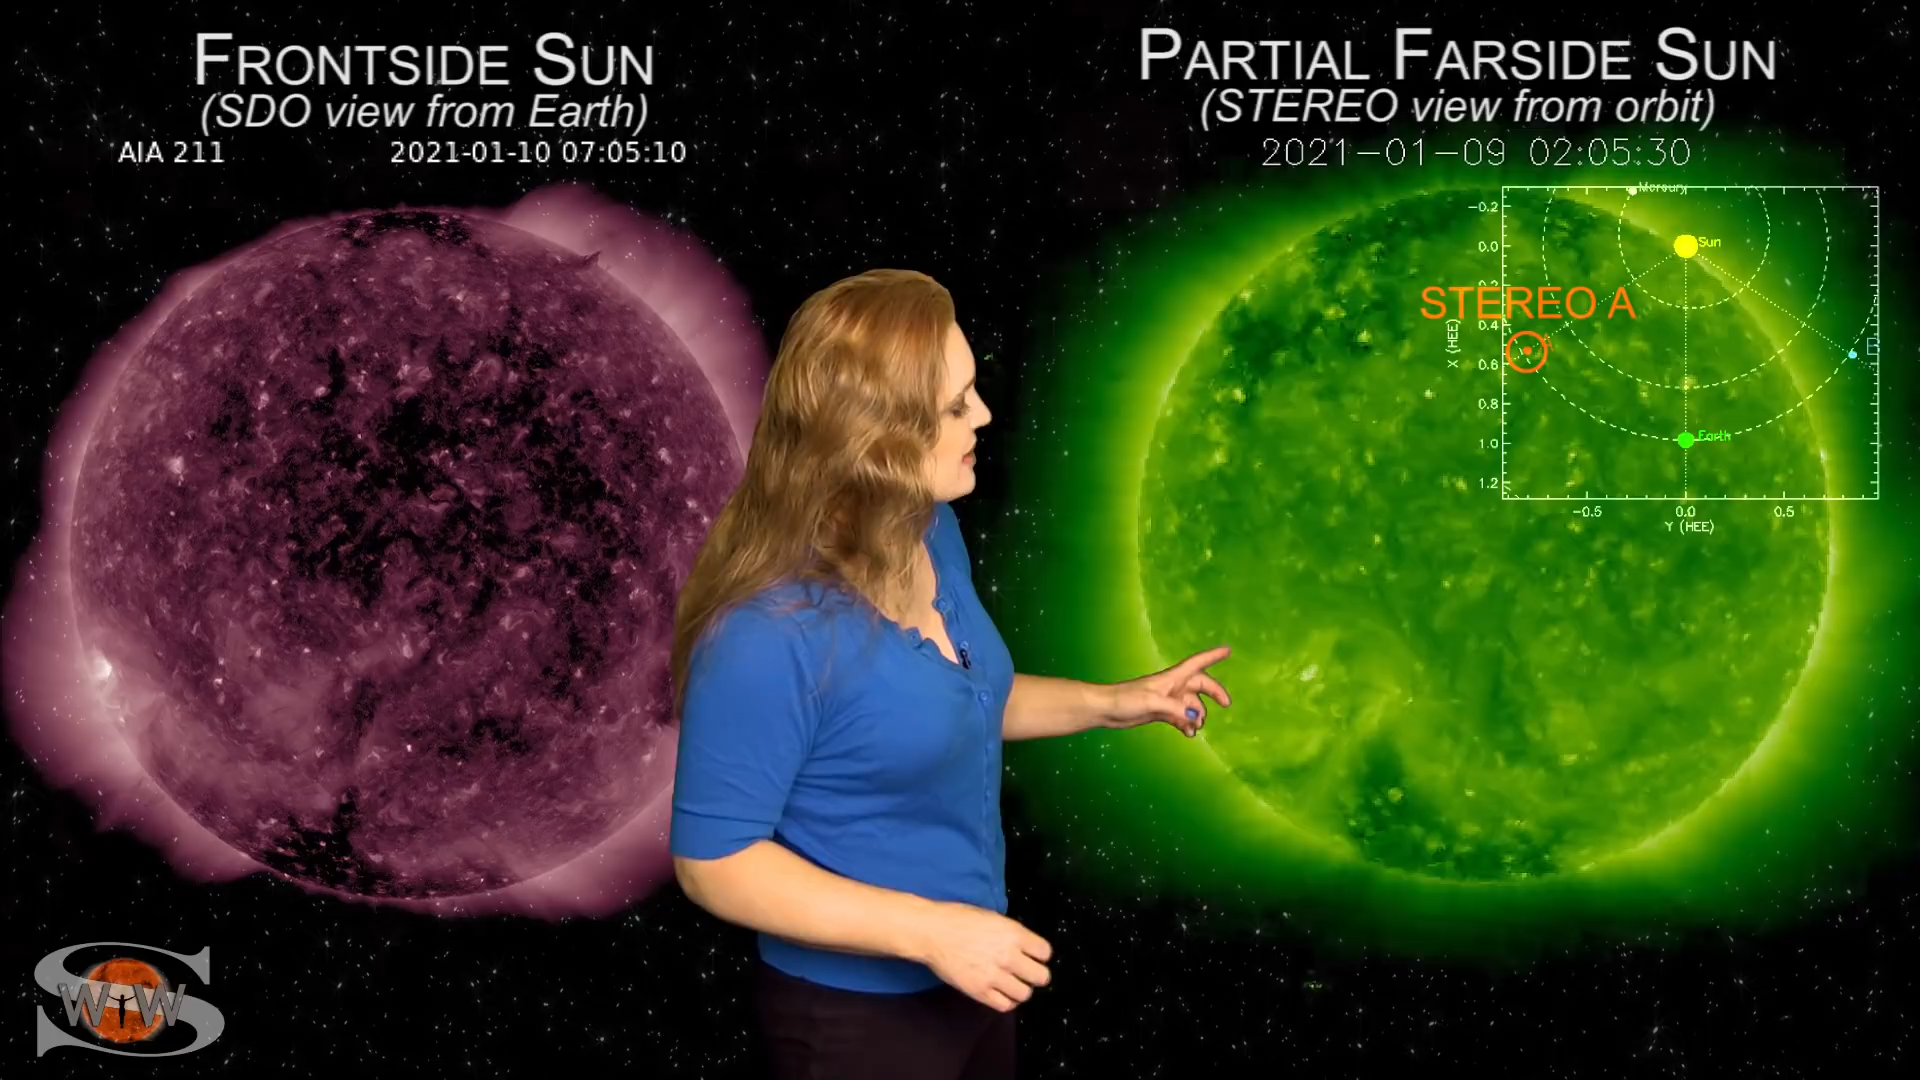 FRONTSIDE SUN
(SDO view from Earth)
AIA 211 2021-01-10 07:05:10
PARTIAL FARSIDE SUN
(STEREO view from orbit)
2021-01-09 02:05:30
Mercury
-0.2
0.0
Sun
STEREO A
0.4
0.6
0.8
1.0
1.2
X (HEE)
Earth
-0.5 0.0 0.5
Y (HEE)
SWTW